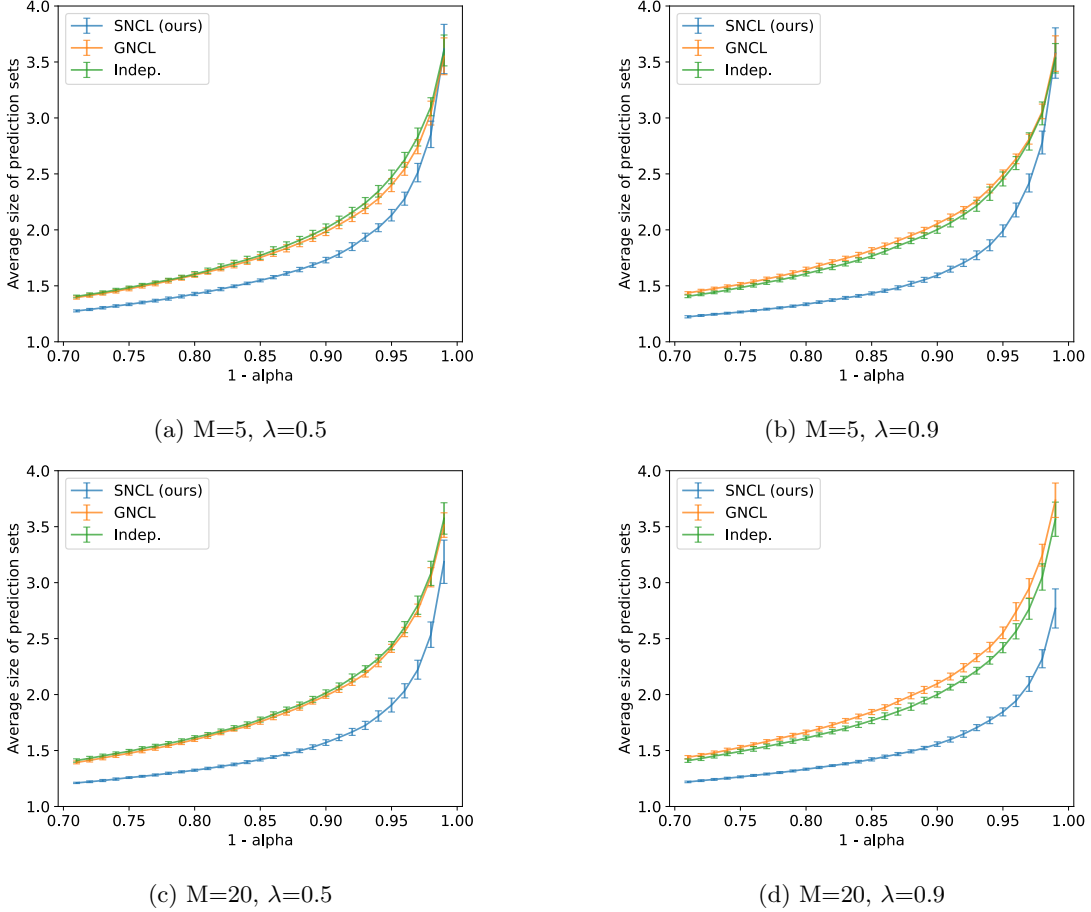 4.0
3.5
3.0
2.5
2.0
1.5
1.0
Average size of prediction sets
SNCL (ours)
GNCL
Indep.
0.70 0.75 0.80 0.85 0.90 0.95 1.00
1 - alpha
(a) M=5, λ=0.5
4.0
3.5
3.0
2.5
2.0
1.5
1.0
Average size of prediction sets
SNCL (ours)
GNCL
Indep.
0.70 0.75 0.80 0.85 0.90 0.95 1.00
1 - alpha
(b) M=5, λ=0.9
4.0
3.5
3.0
2.5
2.0
1.5
1.0
Average size of prediction sets
SNCL (ours)
GNCL
Indep.
0.70 0.75 0.80 0.85 0.90 0.95 1.00
1 - alpha
(c) M=20, λ=0.5
4.0
3.5
3.0
2.5
2.0
1.5
1.0
Average size of prediction sets
SNCL (ours)
GNCL
Indep.
0.70 0.75 0.80 0.85 0.90 0.95 1.00
1 - alpha
(d) M=20, λ=0.9